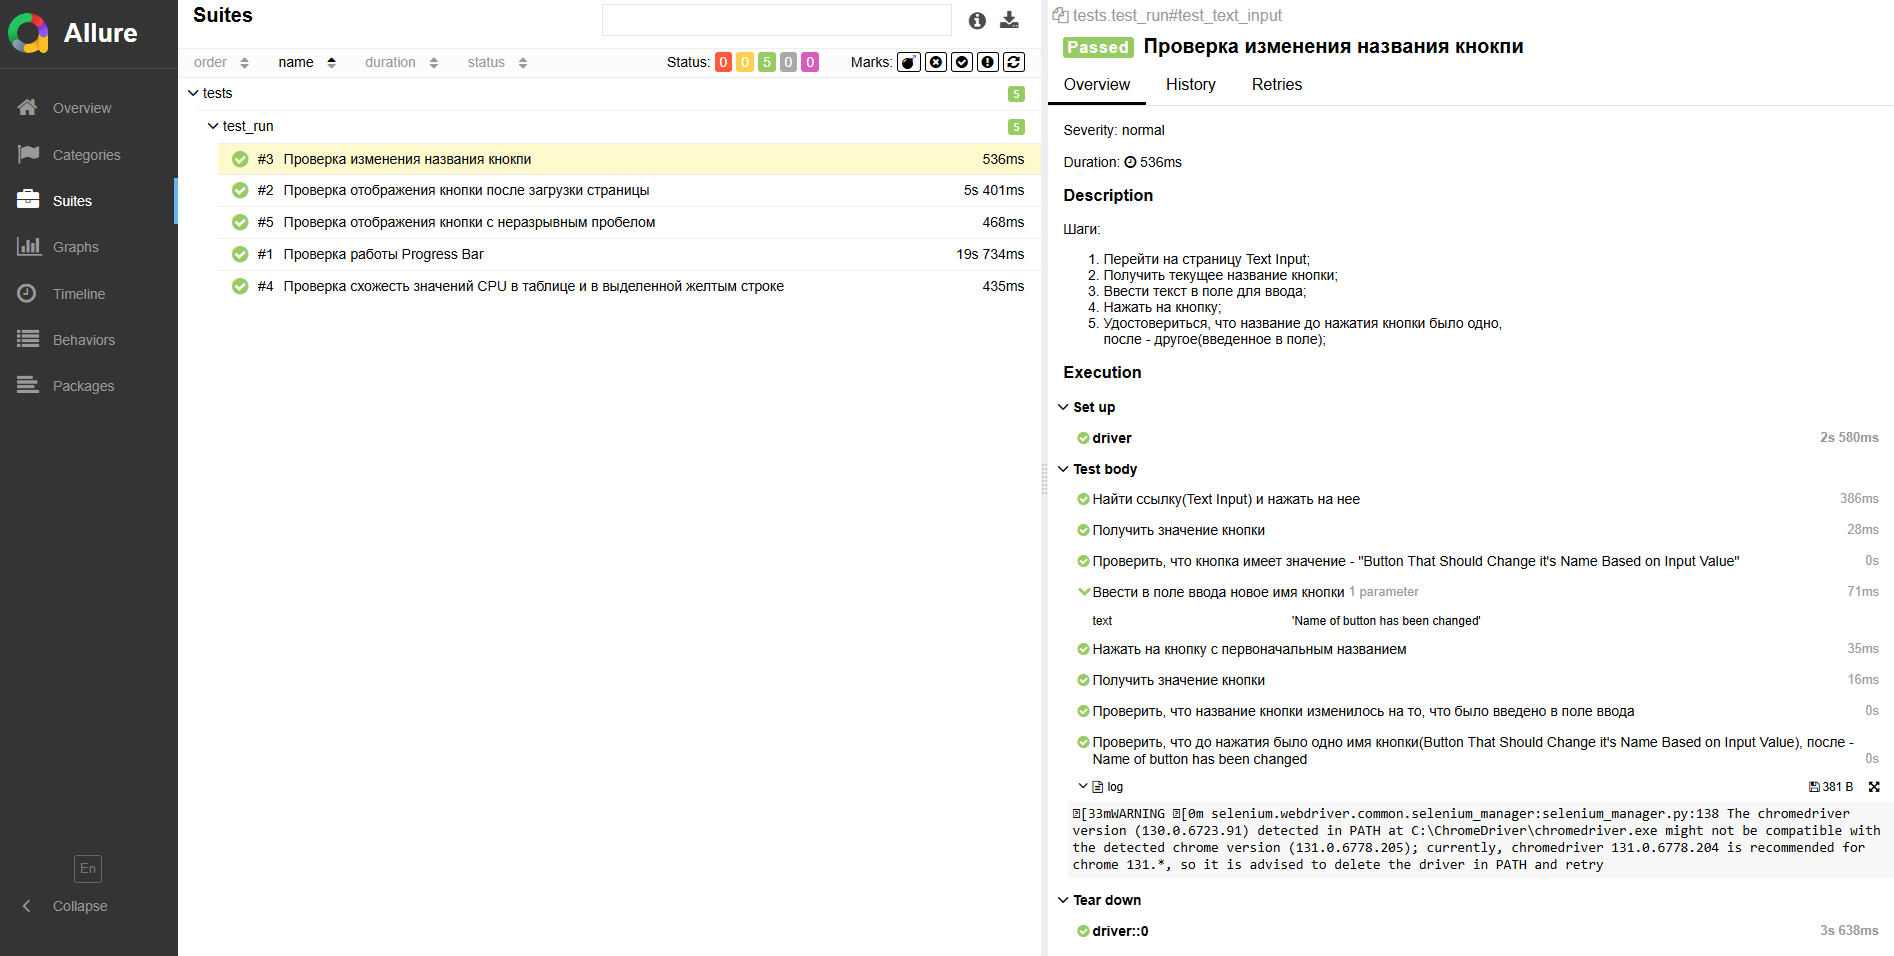 Allure
Overview
Categories
Suites
Graphs
Timeline
Behaviors
Packages
En
Collapse
Suites
order name duration status Status: 0 0 5 0 0 Marks:
tests 5
test_run 5
#3 Проверка изменения названия кнокпи 536ms
#2 Проверка отображения кнопки после загрузки страницы 5s 401ms
#5 Проверка отображения кнопки с неразрывным пробелом 468ms
#1 Проверка работы Progress Bar 19s 734ms
#4 Проверка схожесть значений CPU в таблице и в выделенной желтым строке 435ms
tests.test_run#test_text_input
Passed Проверка изменения названия кнокпи
Overview History Retries
Severity: normal
Duration: 536ms
Description
Шаги:
1. Перейти на страницу Text Input;
2. Получить текущее название кнопки;
3. Ввести текст в поле для ввода;
4. Нажать на кнопку;
5. Удостовериться, что название до нажатия кнопки было одно,
после - другое(введенное в поле);
Execution
Set up
driver 2s 580ms
Test body
Найти ссылку(Text Input) и нажать на нее 386ms
Получить значение кнопки 28ms
Проверить, что кнопка имеет значение - "Button That Should Change it's Name Based on Input Value" 0s
Ввести в поле ввода новое имя кнопки 1 parameter 71ms
text 'Name of button has been changed'
Нажать на кнопку с первоначальным названием 35ms
Получить значение кнопки 16ms
Проверить, что название кнопки изменилось на то, что было введено в поле ввода 0s
Проверить, что до нажатия было одно имя кнопки(Button That Should Change it's Name Based on Input Value), после -
Name of button has been changed 0s
log 381 B
[33mWARNING [0m selenium.webdriver.common.selenium_manager:selenium_manager.py:138 The chromedriver
version (130.0.6723.91) detected in PATH at C:\ChromeDriver\chromedriver.exe might not be compatible with
the detected chrome version (131.0.6778.205); currently, chromedriver 131.0.6778.204 is recommended for
chrome 131.*, so it is advised to delete the driver in PATH and retry
Tear down
driver::0 3s 638ms